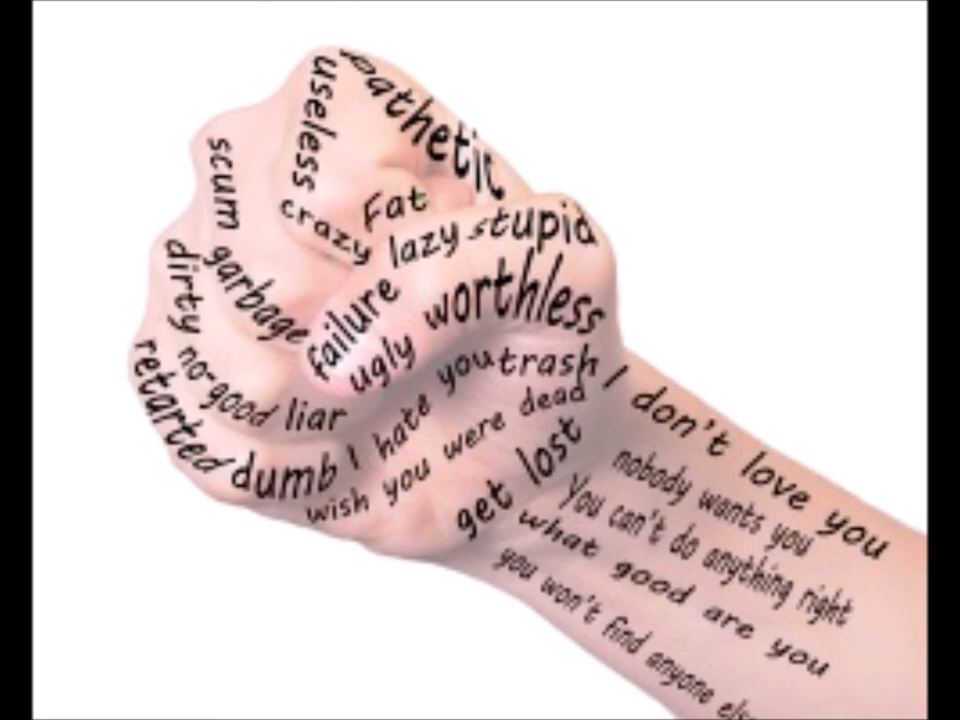 pathetic
useless
scum
crazy
Fat
lazy
stupid
dirty
garbage
failure
worthless
retarted
no-good
liar
ugly
I hate you
trash
dumb
wish you were dead
get lost
I don't love you
nobody wants you
You can't do anything right
what good are you
you won't find anyone else